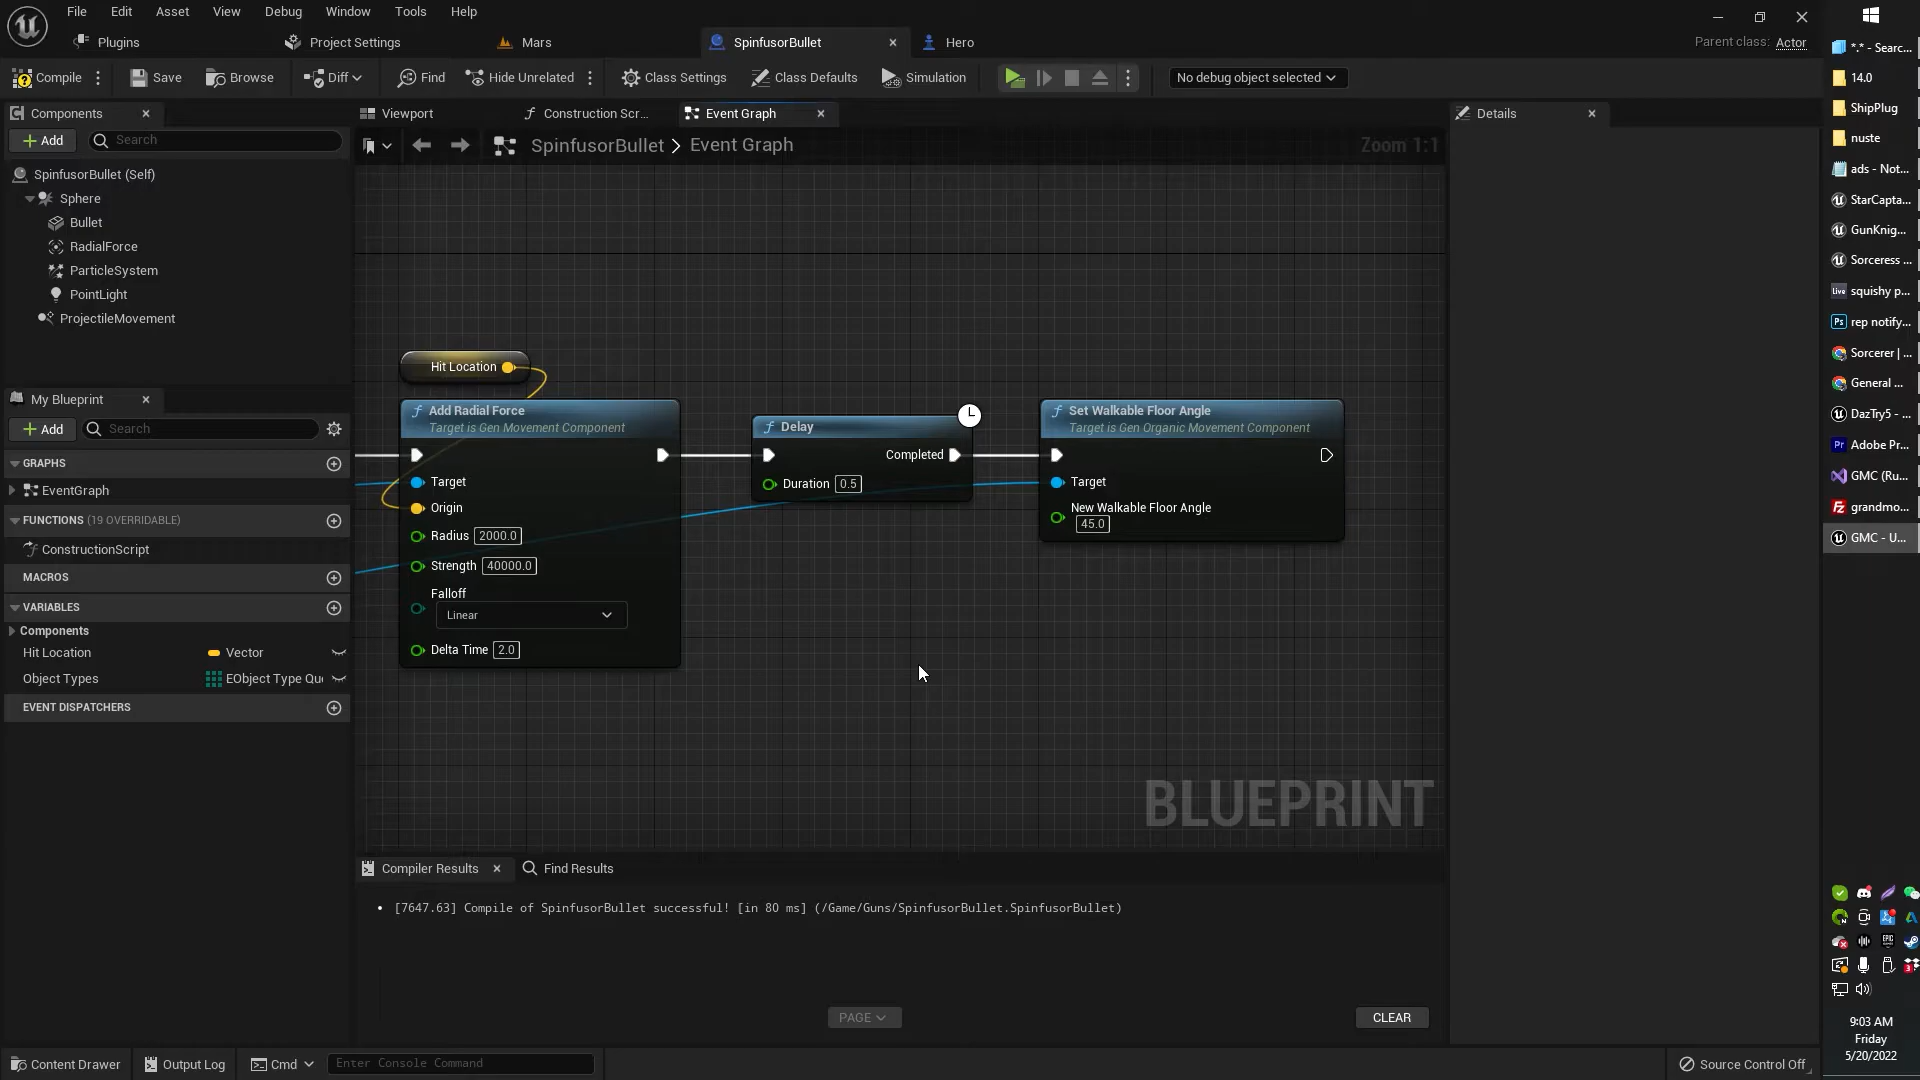 File Edit Asset View Debug Window Tools Help
Plugins Project Settings Mars SpinfusorBullet Hero Parent class: Actor
Compile Save Browse Diff Find Hide Unrelated Class Settings Class Defaults Simulation No debug object selected
Components
Add Search
SpinfusorBullet (Self)
Sphere
Bullet
RadialForce
ParticleSystem
PointLight
ProjectileMovement
My Blueprint
Add Search
GRAPHS
EventGraph
FUNCTIONS (19 OVERRIDABLE)
ConstructionScript
MACROS
VARIABLES
Components
Hit Location Vector
Object Types EObject Type Qu
EVENT DISPATCHERS
Viewport Construction Scr... Event Graph
SpinfusorBullet > Event Graph Zoom 1:1
Hit Location
Add Radial Force
Target is Gen Movement Component
Target
Origin
Radius 2000.0
Strength 40000.0
Falloff
Linear
Delta Time 2.0
Delay
Completed
Duration 0.5
Set Walkable Floor Angle
Target is Gen Organic Movement Component
Target
New Walkable Floor Angle
45.0
BLUEPRINT
Compiler Results Find Results
[7647.63] Compile of SpinfusorBullet successful! [in 80 ms] (/Game/Guns/SpinfusorBullet.SpinfusorBullet)
PAGE CLEAR
Details
*.* - Searc...
14.0
ShipPlug
nuste
ads - Not...
StarCapta...
GunKnig...
Sorceress ...
Live squishy p...
Ps rep notify...
Sorcerer | ...
General ...
DazTry5 - ...
Pr Adobe Pr...
GMC (Ru...
Fz grandmo...
GMC - U...
9:03 AM
Friday
5/20/2022
Content Drawer Output Log Cmd Enter Console Command Source Control Off